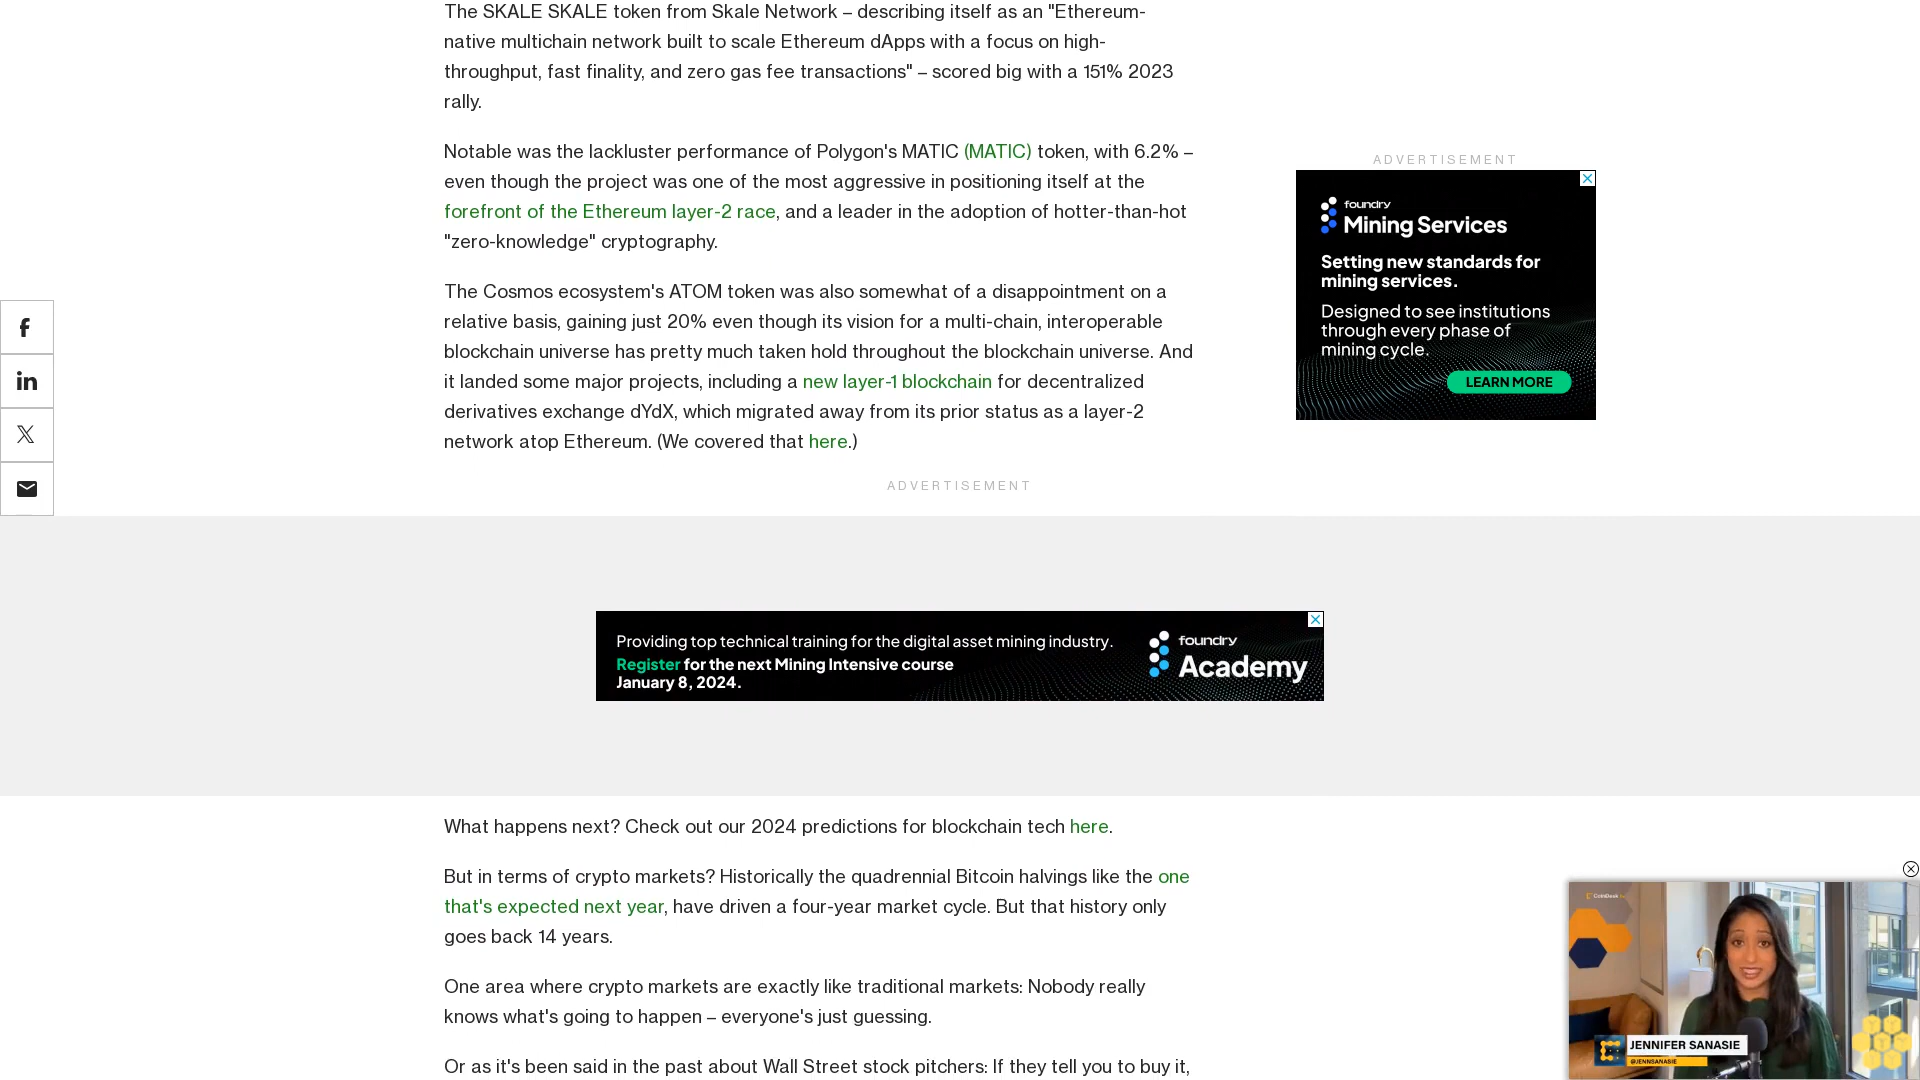 The SKALE SKALE token from Skale Network – describing itself as an "Ethereum-
native multichain network built to scale Ethereum dApps with a focus on high-
throughput, fast finality, and zero gas fee transactions" – scored big with a 151% 2023
rally.
Notable was the lackluster performance of Polygon's MATIC (MATIC) token, with 6.2% –
even though the project was one of the most aggressive in positioning itself at the
forefront of the Ethereum layer-2 race, and a leader in the adoption of hotter-than-hot
"zero-knowledge" cryptography.
The Cosmos ecosystem's ATOM token was also somewhat of a disappointment on a
relative basis, gaining just 20% even though its vision for a multi-chain, interoperable
blockchain universe has pretty much taken hold throughout the blockchain universe. And
it landed some major projects, including a new layer-1 blockchain for decentralized
derivatives exchange dYdX, which migrated away from its prior status as a layer-2
network atop Ethereum. (We covered that here.)
ADVERTISEMENT
foundry
Mining Services
Setting new standards for
mining services.
Designed to see institutions
through every phase of
mining cycle.
LEARN MORE
ADVERTISEMENT
Providing top technical training for the digital asset mining industry.
Register for the next Mining Intensive course
January 8, 2024.
foundry
Academy
What happens next? Check out our 2024 predictions for blockchain tech here.
But in terms of crypto markets? Historically the quadrennial Bitcoin halvings like the one
that's expected next year, have driven a four-year market cycle. But that history only
goes back 14 years.
One area where crypto markets are exactly like traditional markets: Nobody really
knows what's going to happen – everyone's just guessing.
Or as it's been said in the past about Wall Street stock pitchers: If they tell you to buy it,
CoinDesk
JENNIFER SANASIE
@JENNSANASIE